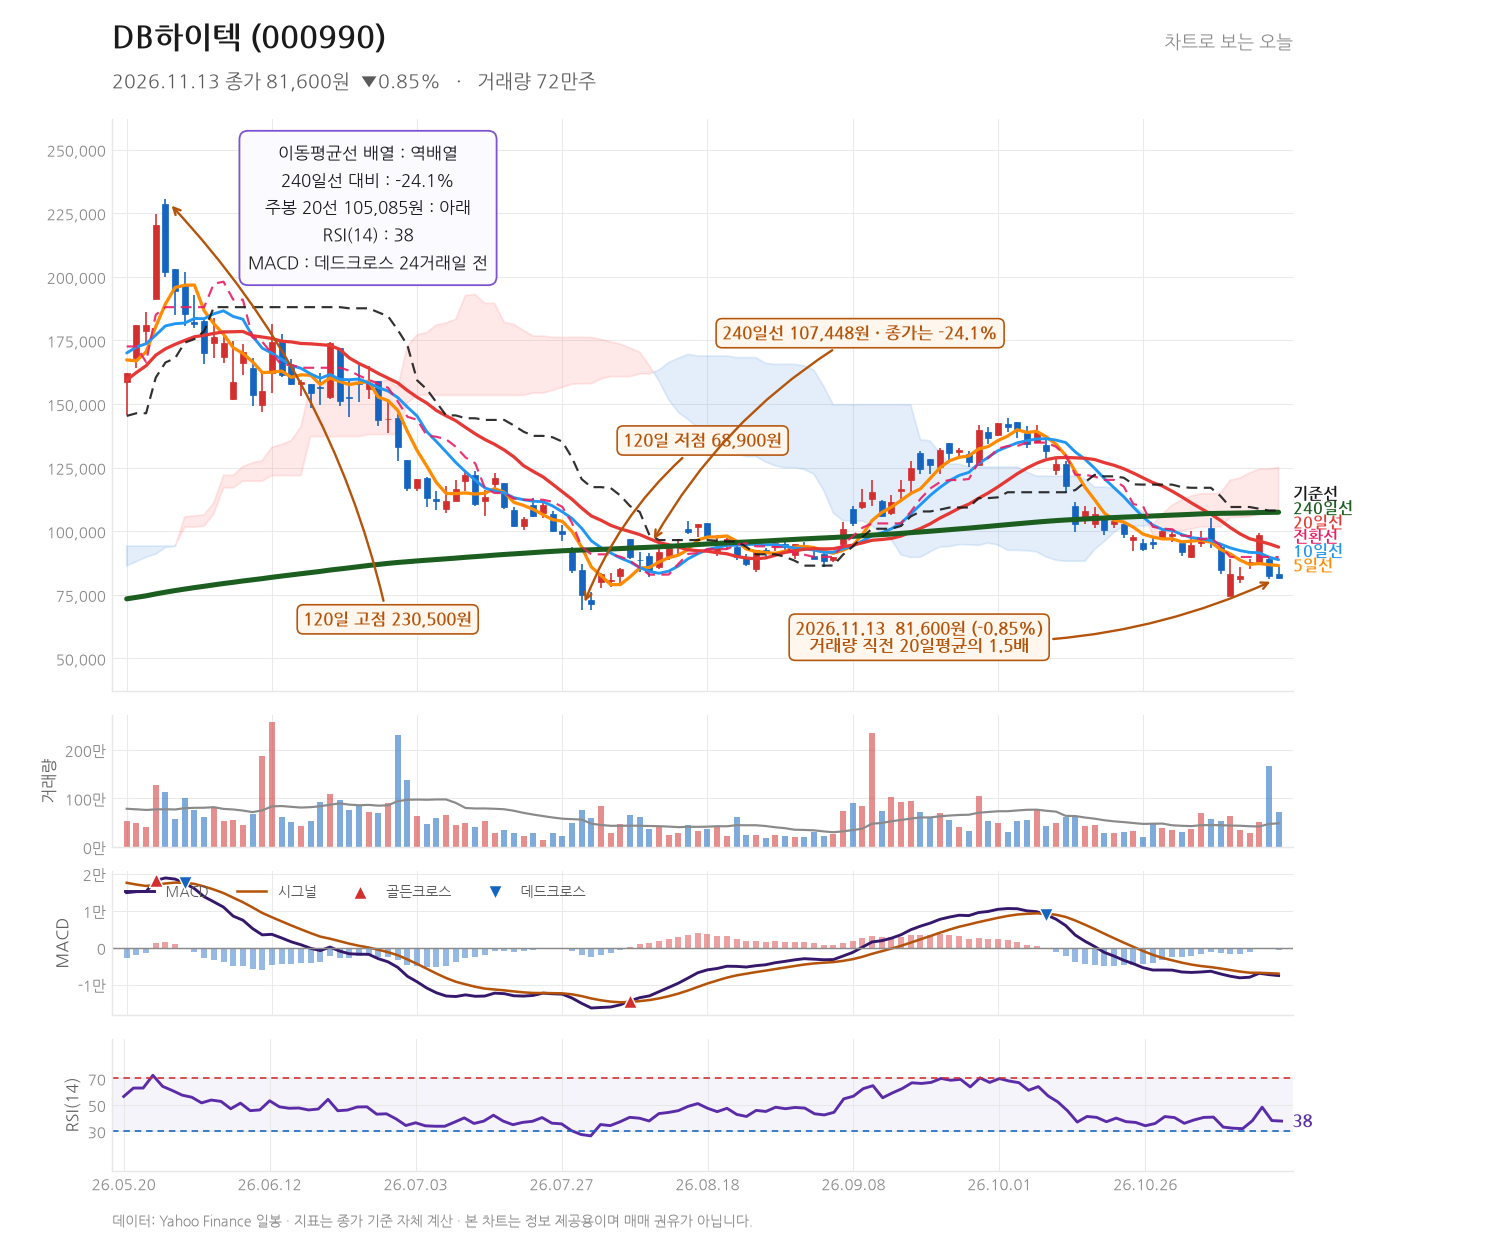 DB하이텍 (000990)
차트로 보는 오늘
2026.11.13 종가 81,600원 ▼0.85% · 거래량 72만주
이동평균선 배열 : 역배열
240일선 대비 : -24.1%
주봉 20선 105,085원 : 아래
RSI(14) : 38
MACD : 데드크로스 24거래일 전
250,000
225,000
200,000
175,000
150,000
125,000
100,000
75,000
50,000
240일선 107,448원 · 종가는 -24.1%
120일 저점 68,900원
120일 고점 230,500원
2026.11.13 81,600원 (-0.85%)
거래량 직전 20일평균의 1.5배
기준선
240일선
20일선
전환선
10일선
5일선
거래량
200만
100만
0만
MACD
2만
1만
0
-1만
MACD
시그널
골든크로스
데드크로스
RSI(14)
70
50
30
38
26.05.20
26.06.12
26.07.03
26.07.27
26.08.18
26.09.08
26.10.01
26.10.26
데이터: Yahoo Finance 일봉 · 지표는 종가 기준 자체 계산 · 본 차트는 정보 제공용이며 매매 권유가 아닙니다.